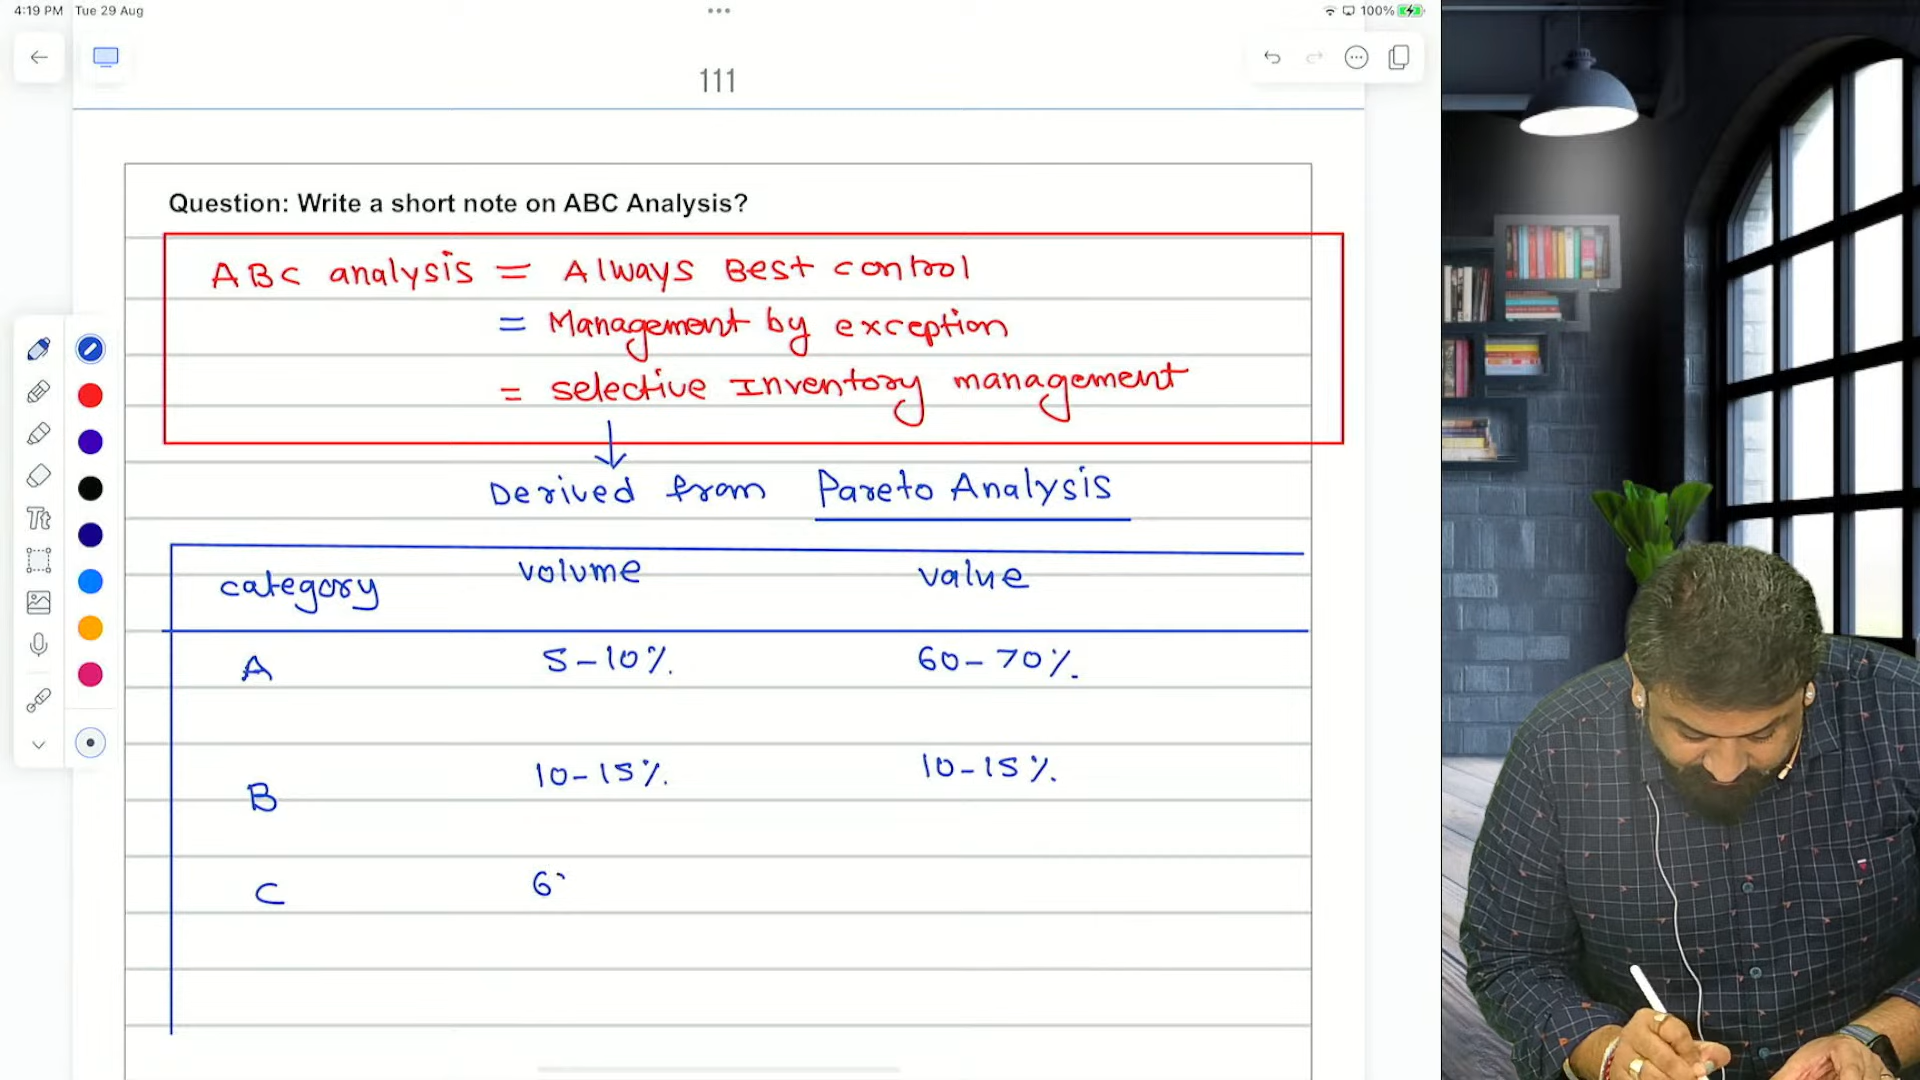 4:19 PM Tue 29 Aug
100%
111
Question: Write a short note on ABC Analysis?
ABC analysis = Always Best control
= Management by exception
= selective Inventory management
Derived from Pareto Analysis
category volume value
A 5-10% 60-70%
B 10-15% 10-15%
C 6
Tt